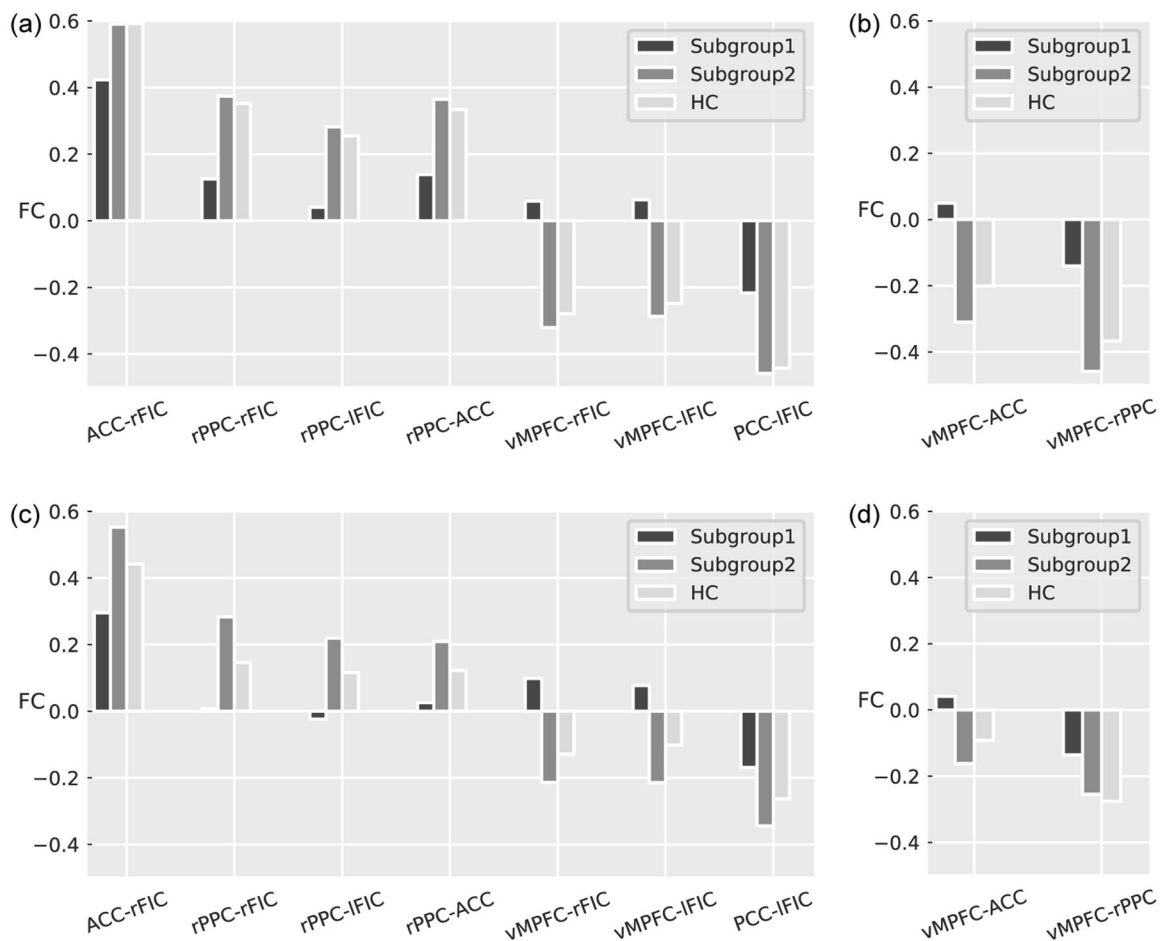 (a)
0.6
0.4
0.2
FC
0.0
−0.2
−0.4
Subgroup1
Subgroup2
HC
ACC-rFIC
rPPC-rFIC
rPPC-lFIC
rPPC-ACC
vMPFC-rFIC
vMPFC-lFIC
PCC-lFIC
(b)
0.6
0.4
0.2
FC
0.0
−0.2
−0.4
Subgroup1
Subgroup2
HC
vMPFC-ACC
vMPFC-rPPC
(c)
0.6
0.4
0.2
FC
0.0
−0.2
−0.4
Subgroup1
Subgroup2
HC
ACC-rFIC
rPPC-rFIC
rPPC-lFIC
rPPC-ACC
vMPFC-rFIC
vMPFC-lFIC
PCC-lFIC
(d)
0.6
0.4
0.2
FC
0.0
−0.2
−0.4
Subgroup1
Subgroup2
HC
vMPFC-ACC
vMPFC-rPPC